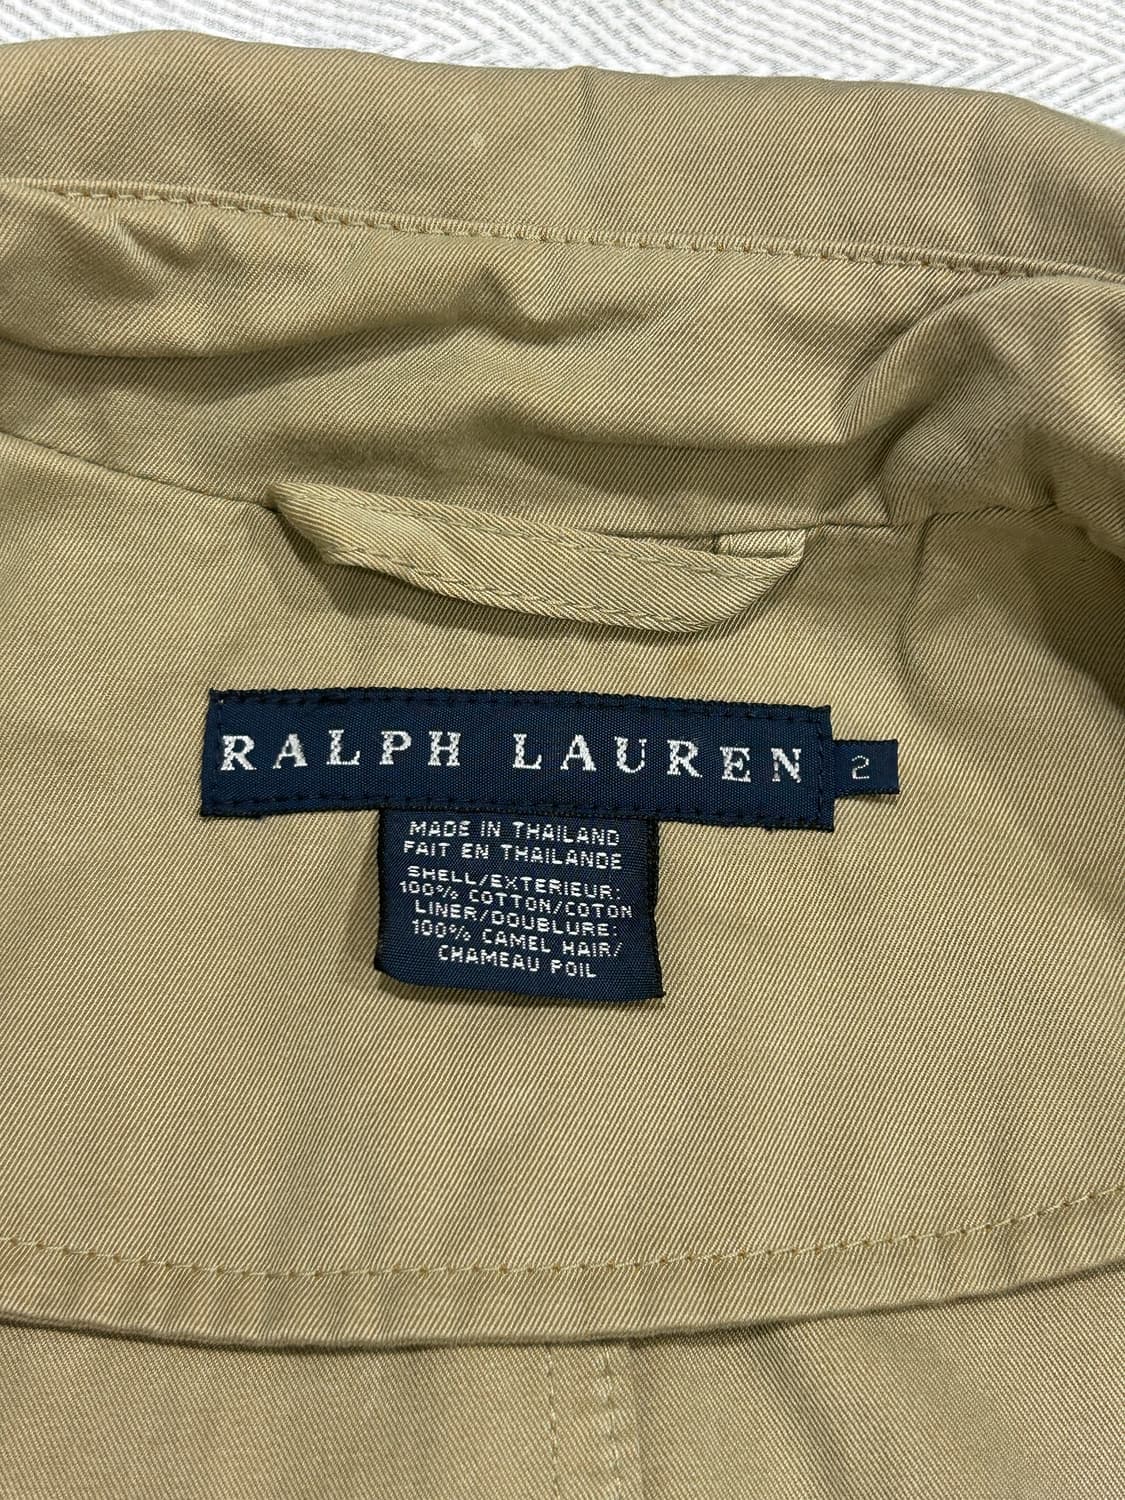 RALPH LAUREN
2
MADE IN THAILAND
FAIT EN THAILANDE
SHELL/EXTERIEUR:
100% COTTON/COTON
LINER/DOUBLURE:
100% CAMEL HAIR/
CHAMEAU POIL